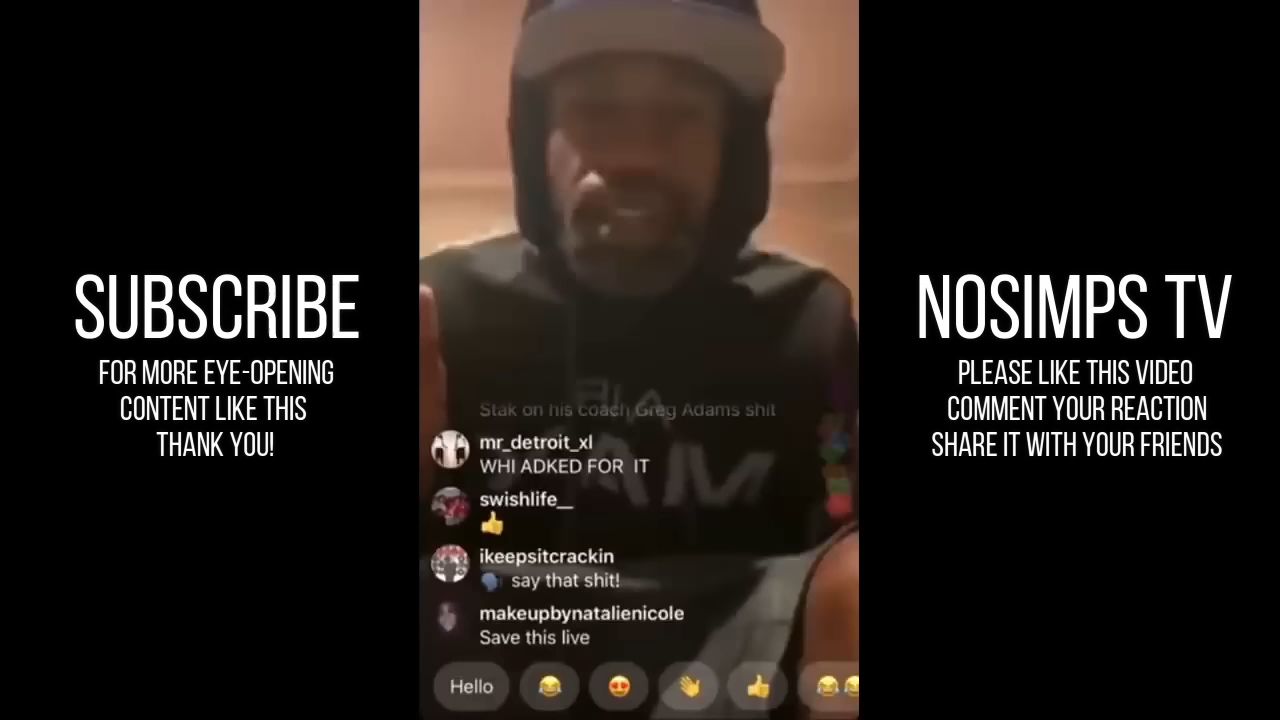 SUBSCRIBE
FOR MORE EYE-OPENING
CONTENT LIKE THIS
THANK YOU!
Stak on his coach Greg Adams shit
mr_detroit_xl
WHI ADKED FOR IT
swishlife__
👍
ikeepsitcrackin
🗣 say that shit!
makeupbynatalienicole
Save this live
Hello 😂 😍 👋 👍 😂😂
NOSIMPS TV
PLEASE LIKE THIS VIDEO
COMMENT YOUR REACTION
SHARE IT WITH YOUR FRIENDS